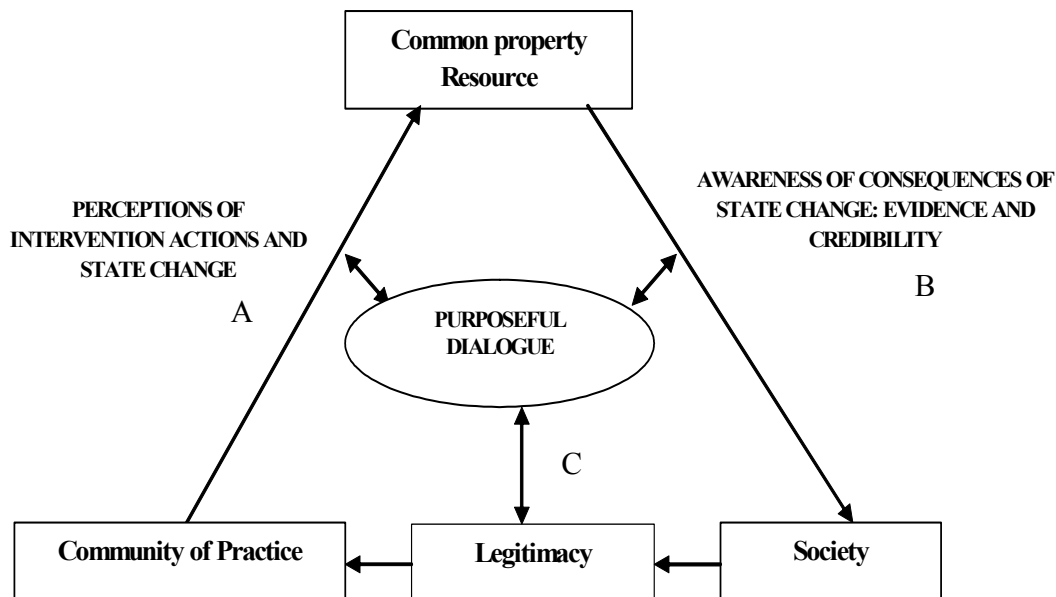 Common property
Resource
AWARENESS OF CONSEQUENCES OF
STATE CHANGE: EVIDENCE AND
CREDIBILITY
PERCEPTIONS OF
INTERVENTION ACTIONS AND
STATE CHANGE
B
A
PURPOSEFUL
DIALOGUE
C
Community of Practice
Legitimacy
Society